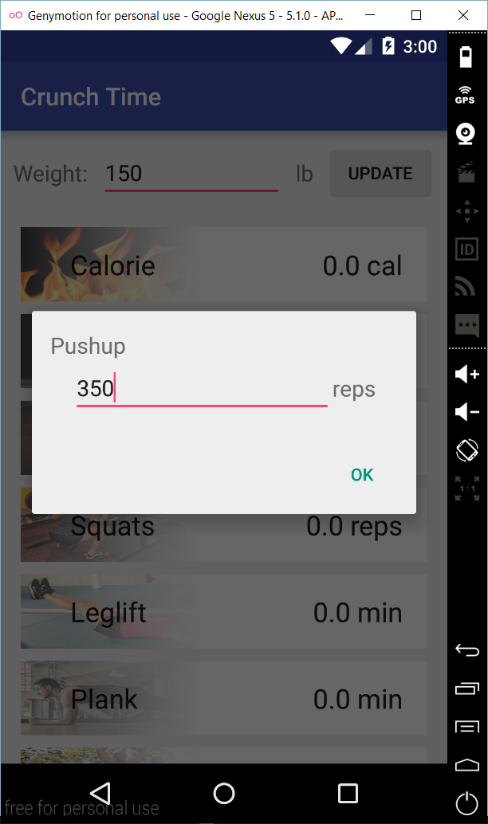 Genymotion for personal use - Google Nexus 5 - 5.1.0 - AP...
3:00
Crunch Time
GPS
Weight: 150 lb UPDATE
Calorie 0.0 cal
ID
Pushup
350 reps
OK
1:1
Squats 0.0 reps
Leglift 0.0 min
Plank 0.0 min
free for personal use